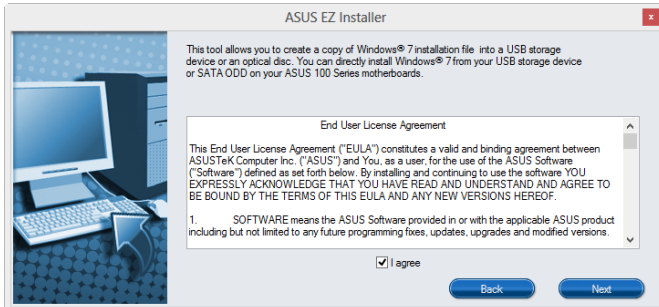 ASUS EZ Installer
x
This tool allows you to create a copy of Windows® 7 installation file into a USB storage
device or an optical disc. You can directly install Windows® 7 from your USB storage device
or SATA ODD on your ASUS 100 Series motherboards.
End User License Agreement
This End User License Agreement ("EULA") constitutes a valid and binding agreement between
ASUSTeK Computer Inc. ("ASUS") and You, as a user, for the use of the ASUS Software
("Software") defined as set forth below. By installing and continuing to use the software YOU
EXPRESSLY ACKNOWLEDGE THAT YOU HAVE READ AND UNDERSTAND AND AGREE TO
BE BOUND BY THE TERMS OF THIS EULA AND ANY NEW VERSIONS HEREOF.
1. SOFTWARE means the ASUS Software provided in or with the applicable ASUS product
including but not limited to any future programming fixes, updates, upgrades and modified versions.
I agree
Back Next